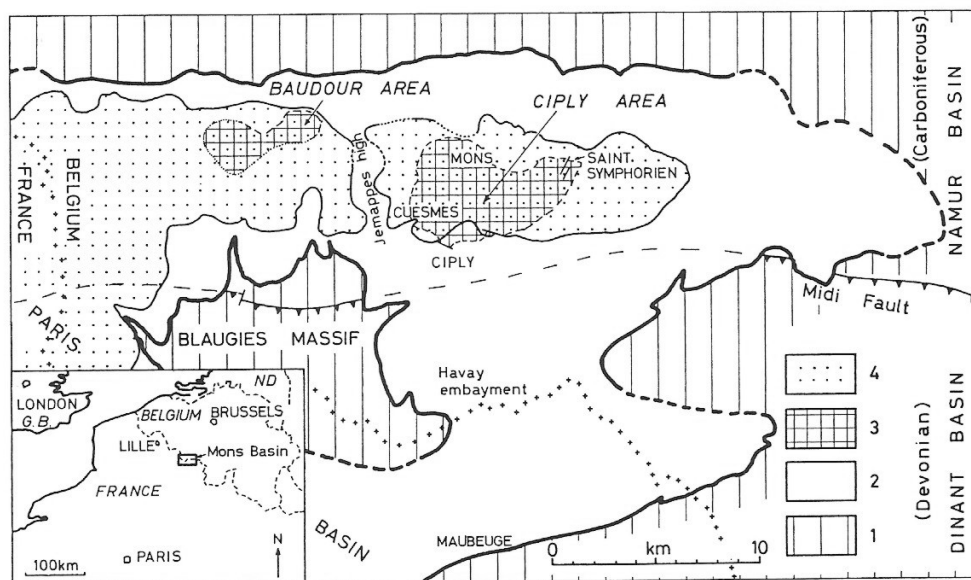 BAUDOUR AREA
CIPLY AREA
(Carboniferous)
NAMUR BASIN
BELGIUM
FRANCE
Jemappes high
MONS
SAINT
SYMPHORIEN
CUESMES
CIPLY
PARIS
Midi Fault
BLAUGIES MASSIF
Havay
embayment
4
3
2
1
(Devonian)
DINANT BASIN
LONDON
G.B.
ND
BELGIUM
BRUSSELS
LILLE
Mons Basin
FRANCE
PARIS
N
100km
BASIN
MAUBEUGE
0 km 10